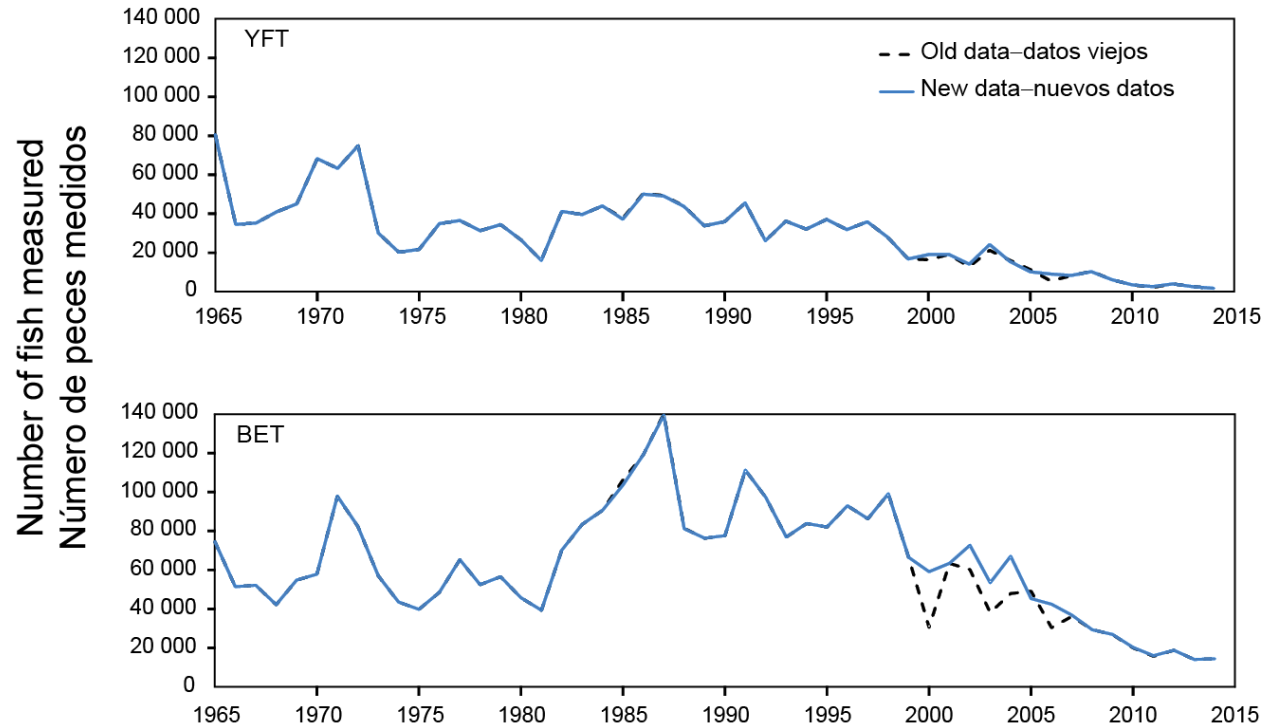 Number of fish measured
Número de peces medidos
YFT
Old data–datos viejos
New data–nuevos datos
140 000
120 000
100 000
80 000
60 000
40 000
20 000
0
1965 1970 1975 1980 1985 1990 1995 2000 2005 2010 2015
BET
140 000
120 000
100 000
80 000
60 000
40 000
20 000
0
1965 1970 1975 1980 1985 1990 1995 2000 2005 2010 2015